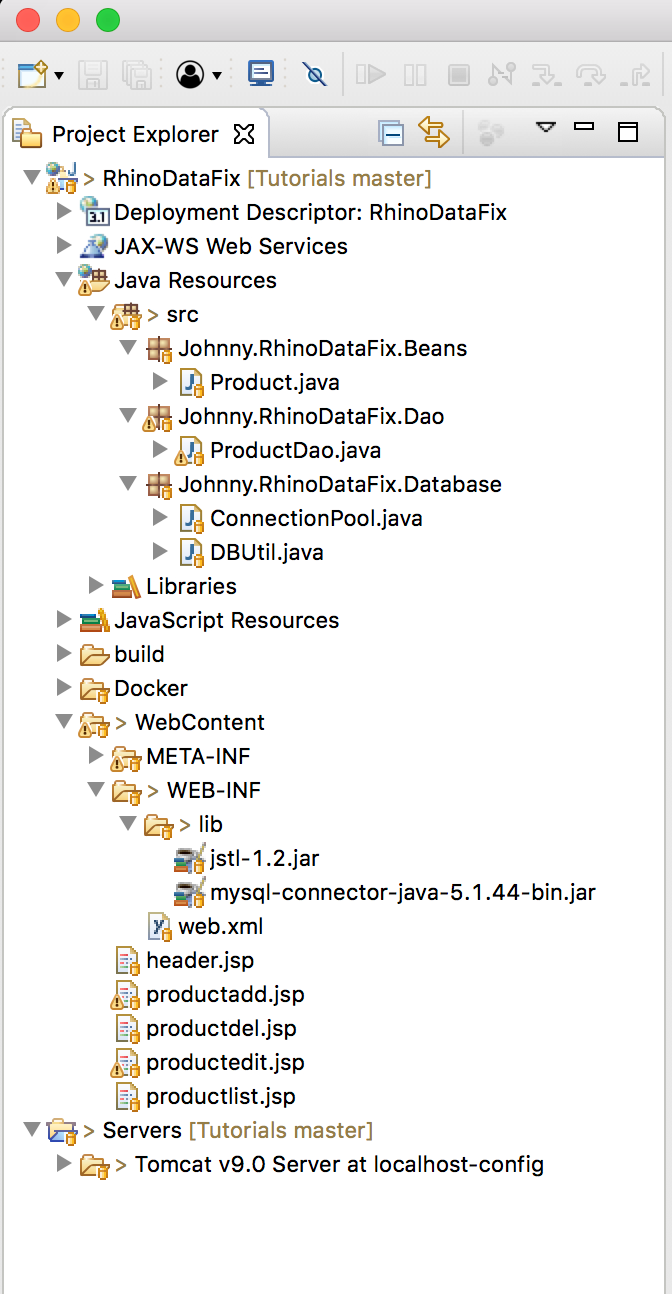 Project Explorer
> RhinoDataFix [Tutorials master]
3.1 Deployment Descriptor: RhinoDataFix
JAX-WS Web Services
Java Resources
> src
Johnny.RhinoDataFix.Beans
J Product.java
Johnny.RhinoDataFix.Dao
J ProductDao.java
Johnny.RhinoDataFix.Database
J ConnectionPool.java
J DBUtil.java
Libraries
JavaScript Resources
build
Docker
> WebContent
META-INF
> WEB-INF
> lib
jstl-1.2.jar
mysql-connector-java-5.1.44-bin.jar
web.xml
header.jsp
productadd.jsp
productdel.jsp
productedit.jsp
productlist.jsp
> Servers [Tutorials master]
> Tomcat v9.0 Server at localhost-config